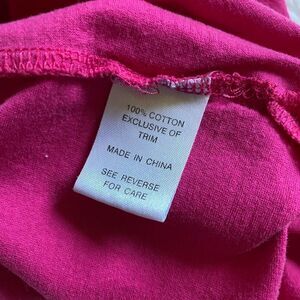 100% COTTON
EXCLUSIVE OF
TRIM
MADE IN CHINA
SEE REVERSE
FOR CARE